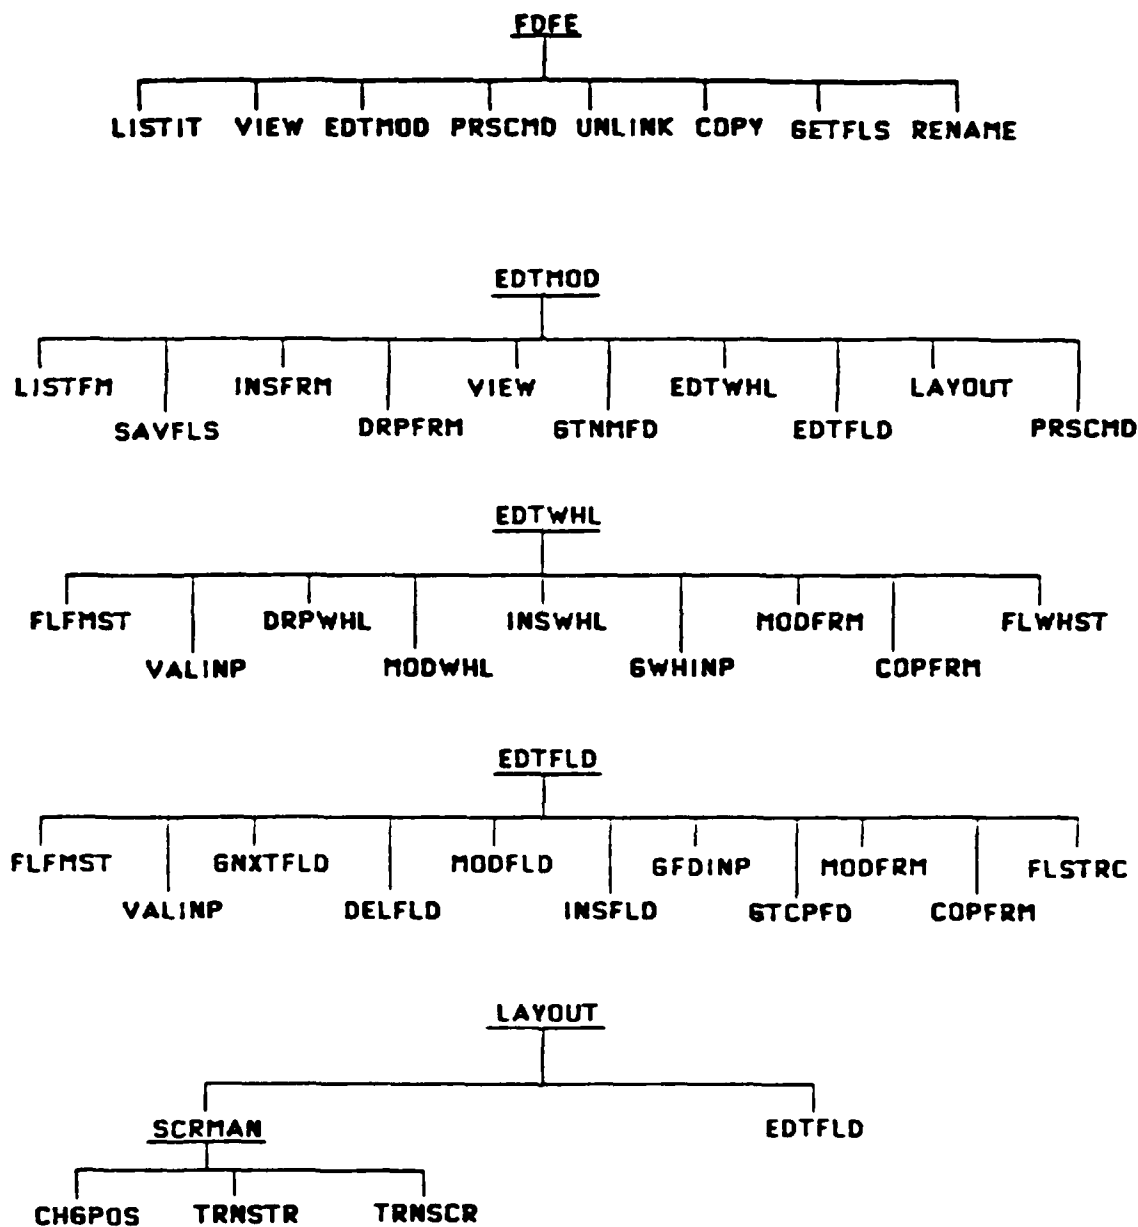 FDFE
LISTIT VIEW EDTMOD PRSCMD UNLINK COPY GETFLS RENAME
EDTMOD
LISTFM INSFRM VIEW EDTWHL LAYOUT
SAVFLS DRPFRM GTNMFD EDTFLD PRSCMD
EDTWHL
FLFMST DRPWHL INSWHL MODFRM FLWHST
VALINP MODWHL GWHINP COPFRM
EDTFLD
FLFMST GNXTFLD MODFLD GFDINP MODFRM FLSTRC
VALINP DELFLD INSFLD GTCPFD COPFRM
LAYOUT
SCRMAN EDTFLD
CHGPOS TRNSTR TRNSCR